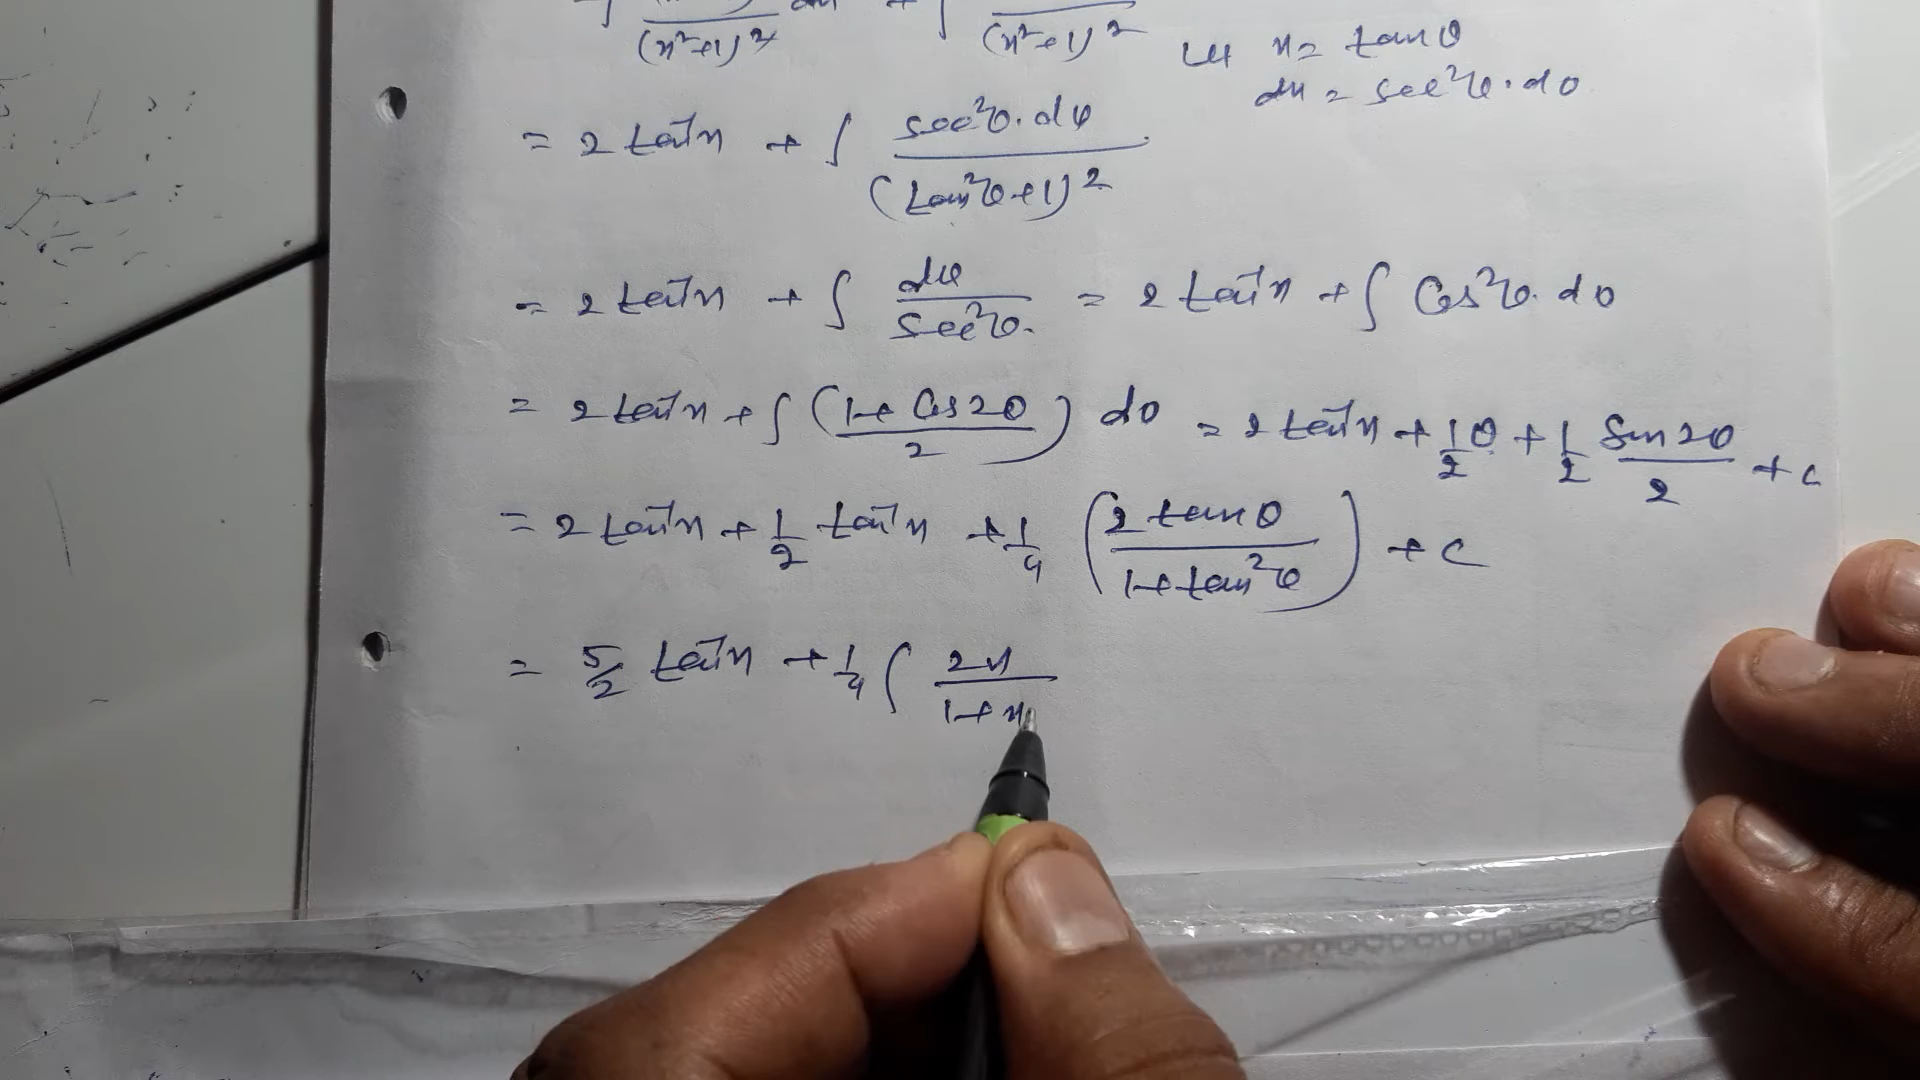 (x²+1)² dx + ∫ (x²+1)² Let x = tanθ
dx = sec²θ.dθ
= 2 tan⁻¹x + ∫ sec²θ.dθ / (tan²θ+1)²
= 2 tan⁻¹x + ∫ dθ / sec²θ. = 2 tan⁻¹x + ∫ Cos²θ.dθ
= 2 tan⁻¹x + ∫ (1+Cos2θ / 2) dθ = 2 tan⁻¹x + 1/2 θ + 1/2 Sin2θ / 2 + c
= 2 tan⁻¹x + 1/2 tan⁻¹x + 1/4 (2 tanθ / 1+tan²θ) + c
= 5/2 tan⁻¹x + 1/4 ( 2x / 1+x